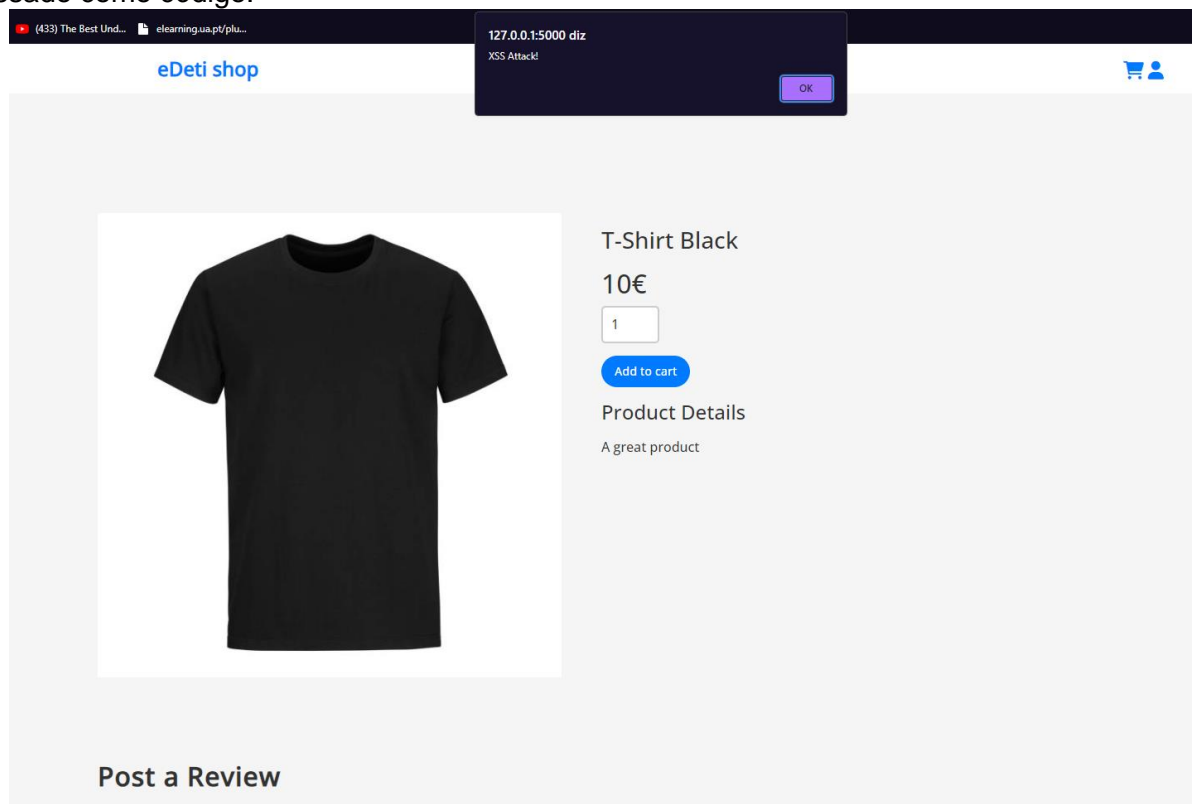 (433) The Best Und...
elearning.ua.pt/plu...
127.0.0.1:5000 diz
XSS Attack!
OK
eDeti shop
T-Shirt Black
10€
1
Add to cart
Product Details
A great product
Post a Review